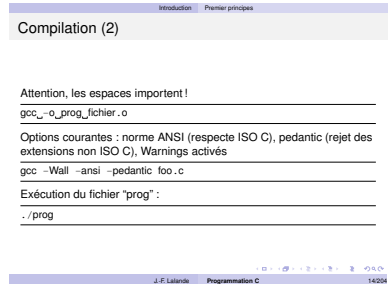 Introduction Premier principes
Compilation (2)
Attention, les espaces importent !
gcc␣-o␣prog␣fichier.o
Options courantes : norme ANSI (respecte ISO C), pedantic (rejet des
extensions non ISO C), Warnings activés
gcc -Wall -ansi -pedantic foo.c
Exécution du fichier “prog” :
./prog
J.-F. Lalande Programmation C 14/204